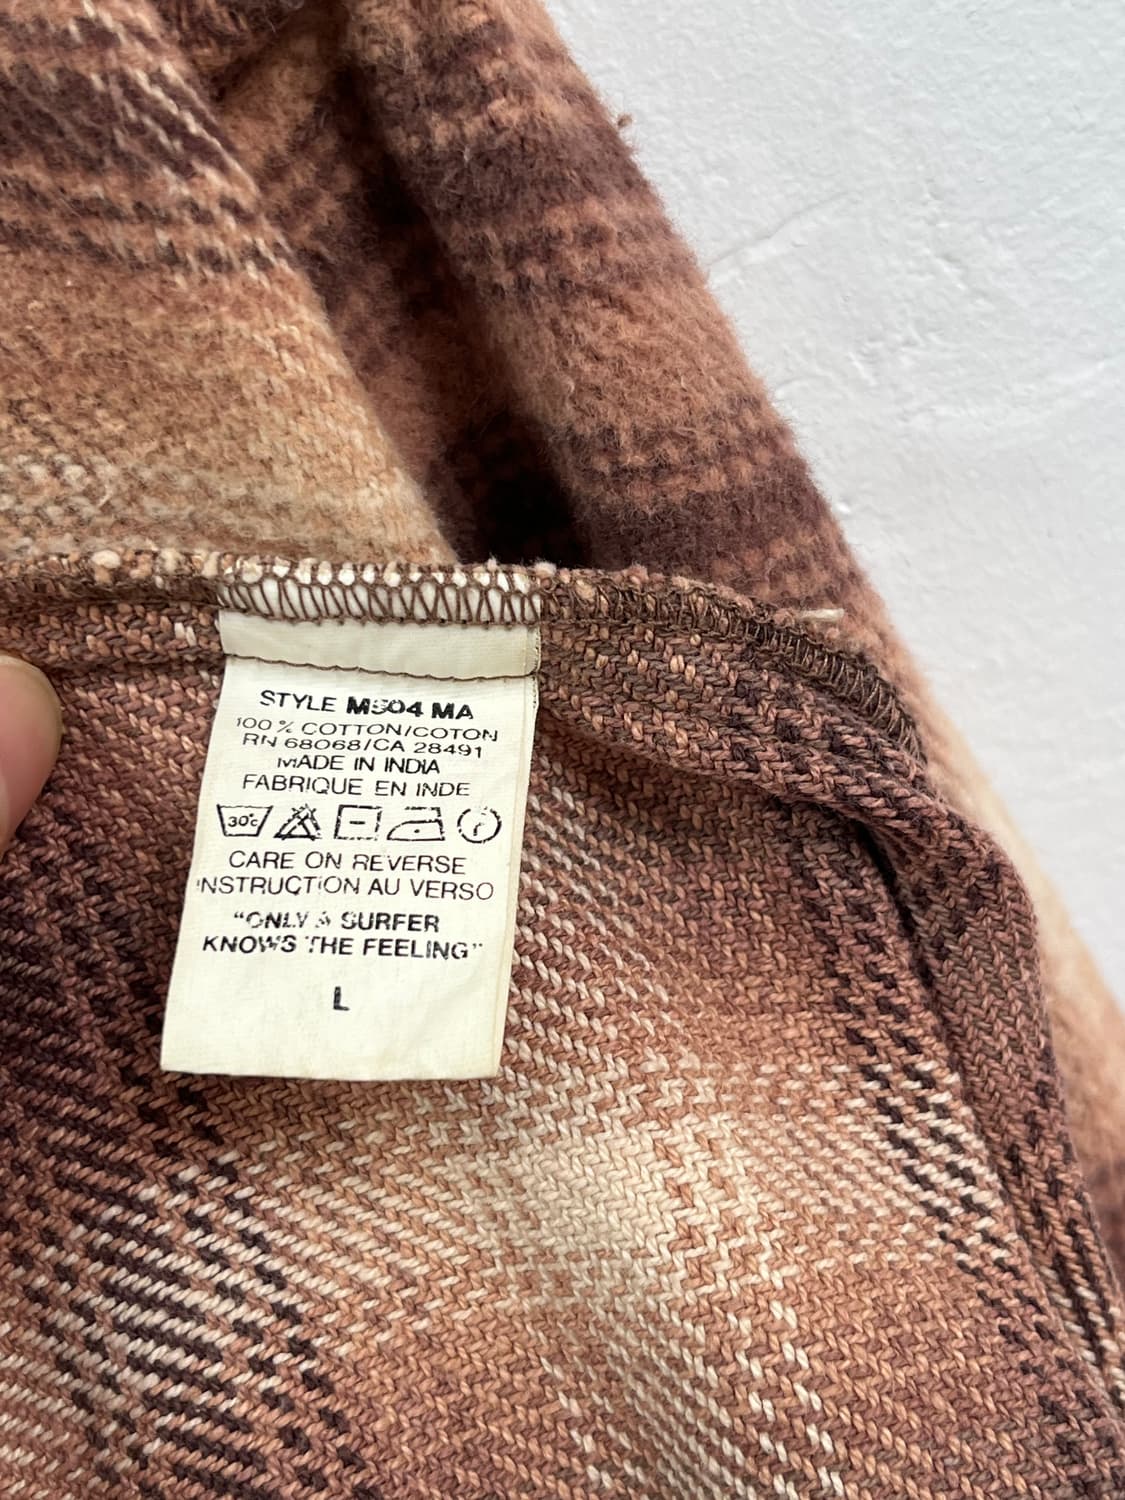 STYLE M504 MA
100% COTTON/COTON
RN 68068/CA 28491
MADE IN INDIA
FABRIQUE EN INDE
30°C
CARE ON REVERSE
INSTRUCTION AU VERSO
"ONLY A SURFER
KNOWS THE FEELING"
L